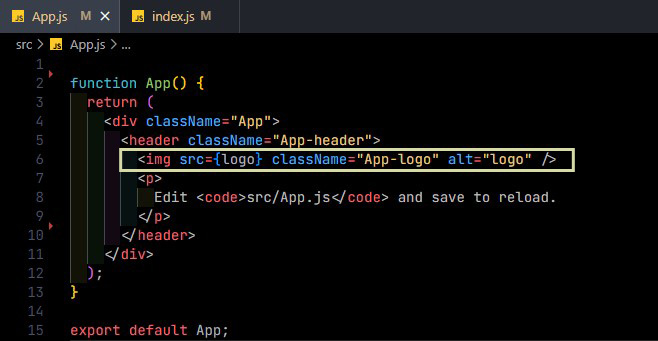 JS App.js M × JS index.js M
src > JS App.js > ...
1
2 function App() {
3 return (
4 <div className="App">
5 <header className="App-header">
6 <img src={logo} className="App-logo" alt="logo" />
7 <p>
8 Edit <code>src/App.js</code> and save to reload.
9 </p>
10 </header>
11 </div>
12 );
13 }
14
15 export default App;